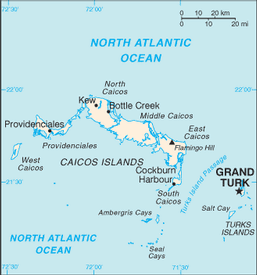 72 00
71 30
0 10 20 km
0 10 20 mi
NORTH ATLANTIC
OCEAN
22 00
22 00
North
Caicos
Kew
Bottle Creek
Middle Caicos
Providenciales
Providenciales
East
Caicos
Flamingo Hill
West
Caicos
CAICOS ISLANDS
Cockburn
Harbour
GRAND
TURK
21 30
21 30
South
Caicos
Turks Island Passage
Salt Cay
Ambergris Cays
TURKS
ISLANDS
NORTH ATLANTIC
OCEAN
Seal
Cays
72 00
71 30